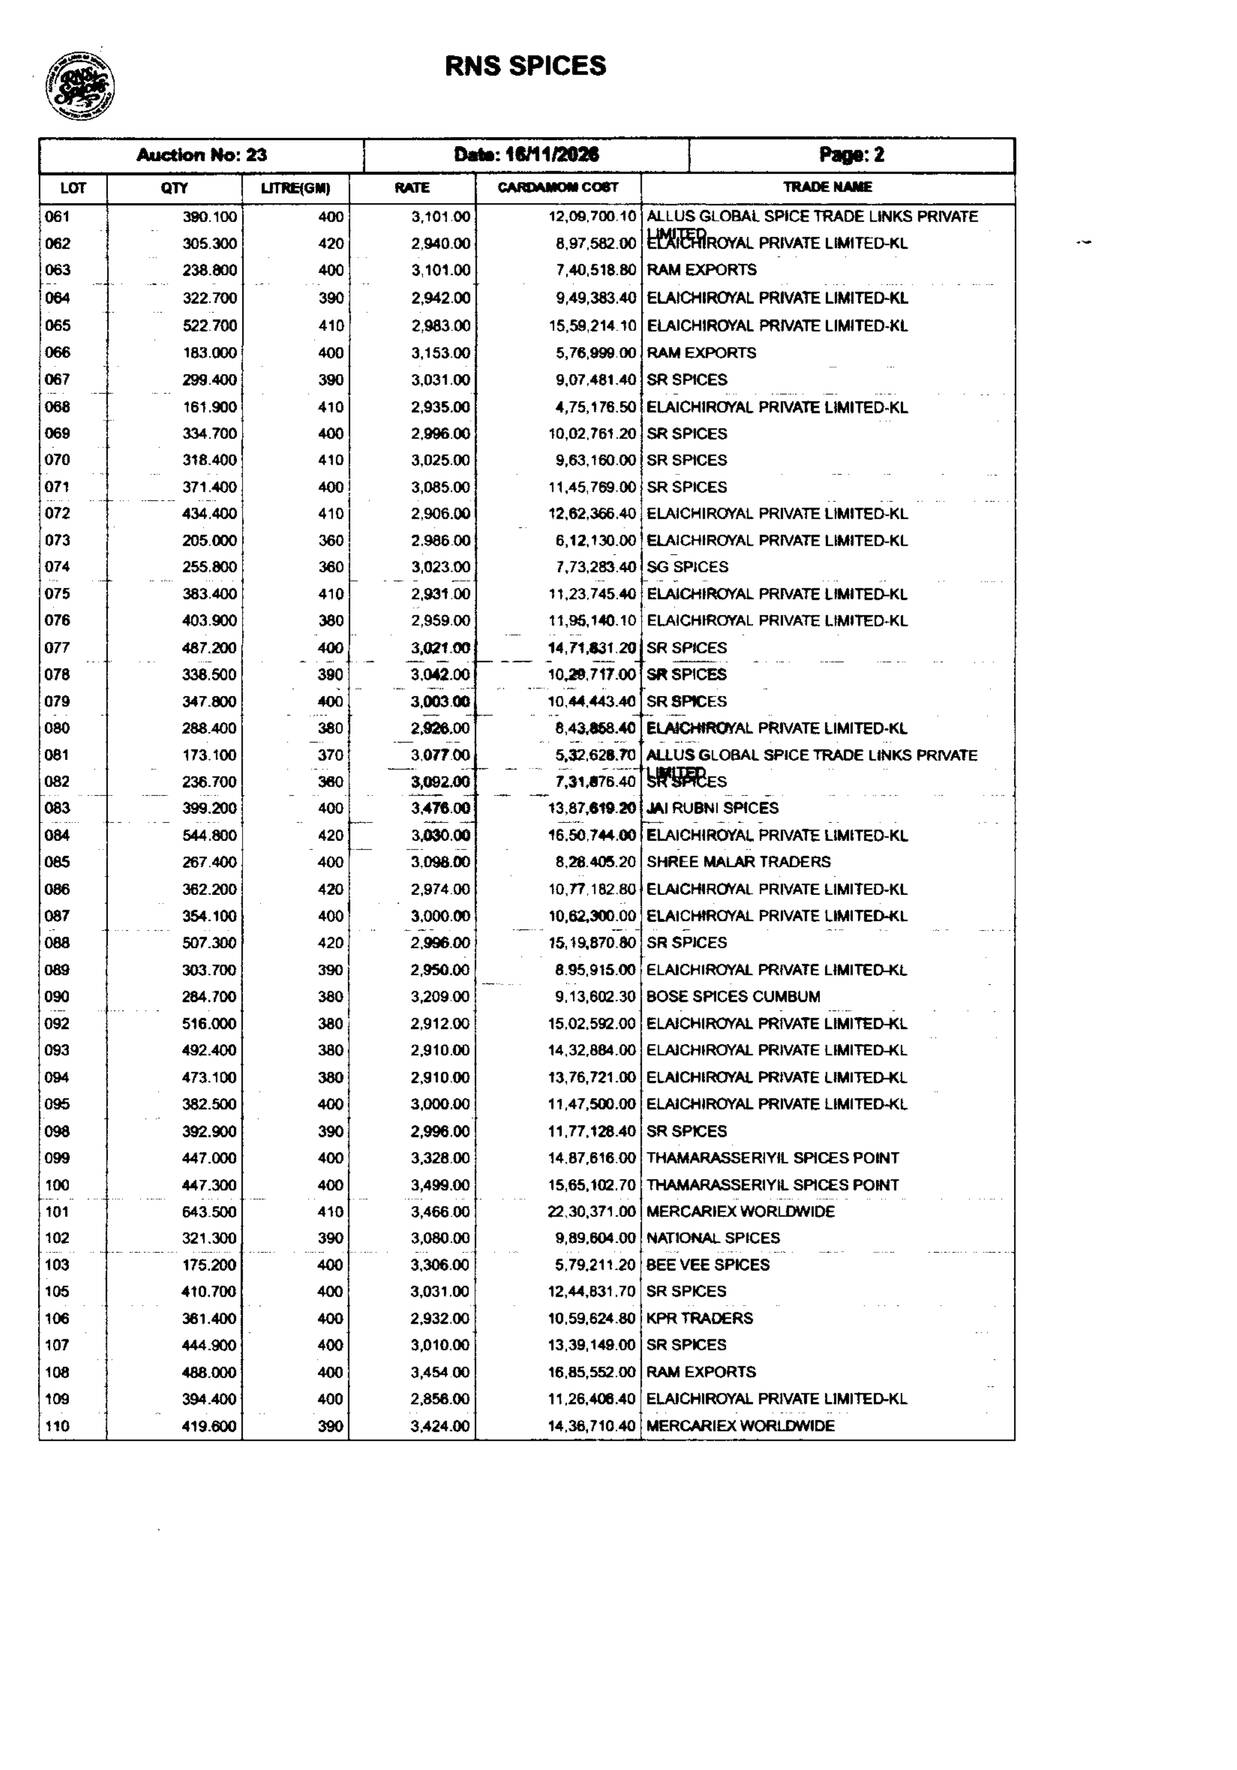 RNS SPICES
Auction No: 23 Date: 16/11/2026 Page: 2
LOT QTY LITRE(GM) RATE CARDAMOM COST TRADE NAME
061 390.100 400 3,101.00 12,09,700.10 ALLUS GLOBAL SPICE TRADE LINKS PRIVATE LIMITED
062 305.300 420 2,940.00 8,97,582.00 ELAICHIROYAL PRIVATE LIMITED-KL
063 238.800 400 3,101.00 7,40,518.80 RAM EXPORTS
064 322.700 390 2,942.00 9,49,383.40 ELAICHIROYAL PRIVATE LIMITED-KL
065 522.700 410 2,983.00 15,59,214.10 ELAICHIROYAL PRIVATE LIMITED-KL
066 183.000 400 3,153.00 5,76,999.00 RAM EXPORTS
067 299.400 390 3,031.00 9,07,481.40 SR SPICES
068 161.900 410 2,935.00 4,75,176.50 ELAICHIROYAL PRIVATE LIMITED-KL
069 334.700 400 2,996.00 10,02,761.20 SR SPICES
070 318.400 410 3,025.00 9,63,160.00 SR SPICES
071 371.400 400 3,085.00 11,45,769.00 SR SPICES
072 434.400 410 2,906.00 12,62,366.40 ELAICHIROYAL PRIVATE LIMITED-KL
073 205.000 360 2,986.00 6,12,130.00 ELAICHIROYAL PRIVATE LIMITED-KL
074 255.800 360 3,023.00 7,73,283.40 SG SPICES
075 383.400 410 2,931.00 11,23,745.40 ELAICHIROYAL PRIVATE LIMITED-KL
076 403.900 380 2,959.00 11,95,140.10 ELAICHIROYAL PRIVATE LIMITED-KL
077 487.200 400 3,021.00 14,71,831.20 SR SPICES
078 338.500 390 3,042.00 10,29,717.00 SR SPICES
079 347.800 400 3,003.00 10,44,443.40 SR SPICES
080 288.400 380 2,926.00 8,43,858.40 ELAICHIROYAL PRIVATE LIMITED-KL
081 173.100 370 3,077.00 5,32,628.70 ALLUS GLOBAL SPICE TRADE LINKS PRIVATE LIMITED
082 236.700 360 3,092.00 7,31,876.40 SR SPICES
083 399.200 400 3,476.00 13,87,619.20 JAI RUBNI SPICES
084 544.800 420 3,030.00 16,50,744.00 ELAICHIROYAL PRIVATE LIMITED-KL
085 267.400 400 3,098.00 8,28,405.20 SHREE MALAR TRADERS
086 362.200 420 2,974.00 10,77,182.80 ELAICHIROYAL PRIVATE LIMITED-KL
087 354.100 400 3,000.00 10,62,300.00 ELAICHIROYAL PRIVATE LIMITED-KL
088 507.300 420 2,996.00 15,19,870.80 SR SPICES
089 303.700 390 2,950.00 8,95,915.00 ELAICHIROYAL PRIVATE LIMITED-KL
090 284.700 380 3,209.00 9,13,602.30 BOSE SPICES CUMBUM
092 516.000 380 2,912.00 15,02,592.00 ELAICHIROYAL PRIVATE LIMITED-KL
093 492.400 380 2,910.00 14,32,884.00 ELAICHIROYAL PRIVATE LIMITED-KL
094 473.100 380 2,910.00 13,76,721.00 ELAICHIROYAL PRIVATE LIMITED-KL
095 382.500 400 3,000.00 11,47,500.00 ELAICHIROYAL PRIVATE LIMITED-KL
098 392.900 390 2,996.00 11,77,128.40 SR SPICES
099 447.000 400 3,328.00 14,87,616.00 THAMARASSERIYIL SPICES POINT
100 447.300 400 3,499.00 15,65,102.70 THAMARASSERIYIL SPICES POINT
101 643.500 410 3,466.00 22,30,371.00 MERCARIEX WORLDWIDE
102 321.300 390 3,080.00 9,89,604.00 NATIONAL SPICES
103 175.200 400 3,306.00 5,79,211.20 BEE VEE SPICES
105 410.700 400 3,031.00 12,44,831.70 SR SPICES
106 361.400 400 2,932.00 10,59,624.80 KPR TRADERS
107 444.900 400 3,010.00 13,39,149.00 SR SPICES
108 488.000 400 3,454.00 16,85,552.00 RAM EXPORTS
109 394.400 400 2,856.00 11,26,406.40 ELAICHIROYAL PRIVATE LIMITED-KL
110 419.600 390 3,424.00 14,36,710.40 MERCARIEX WORLDWIDE